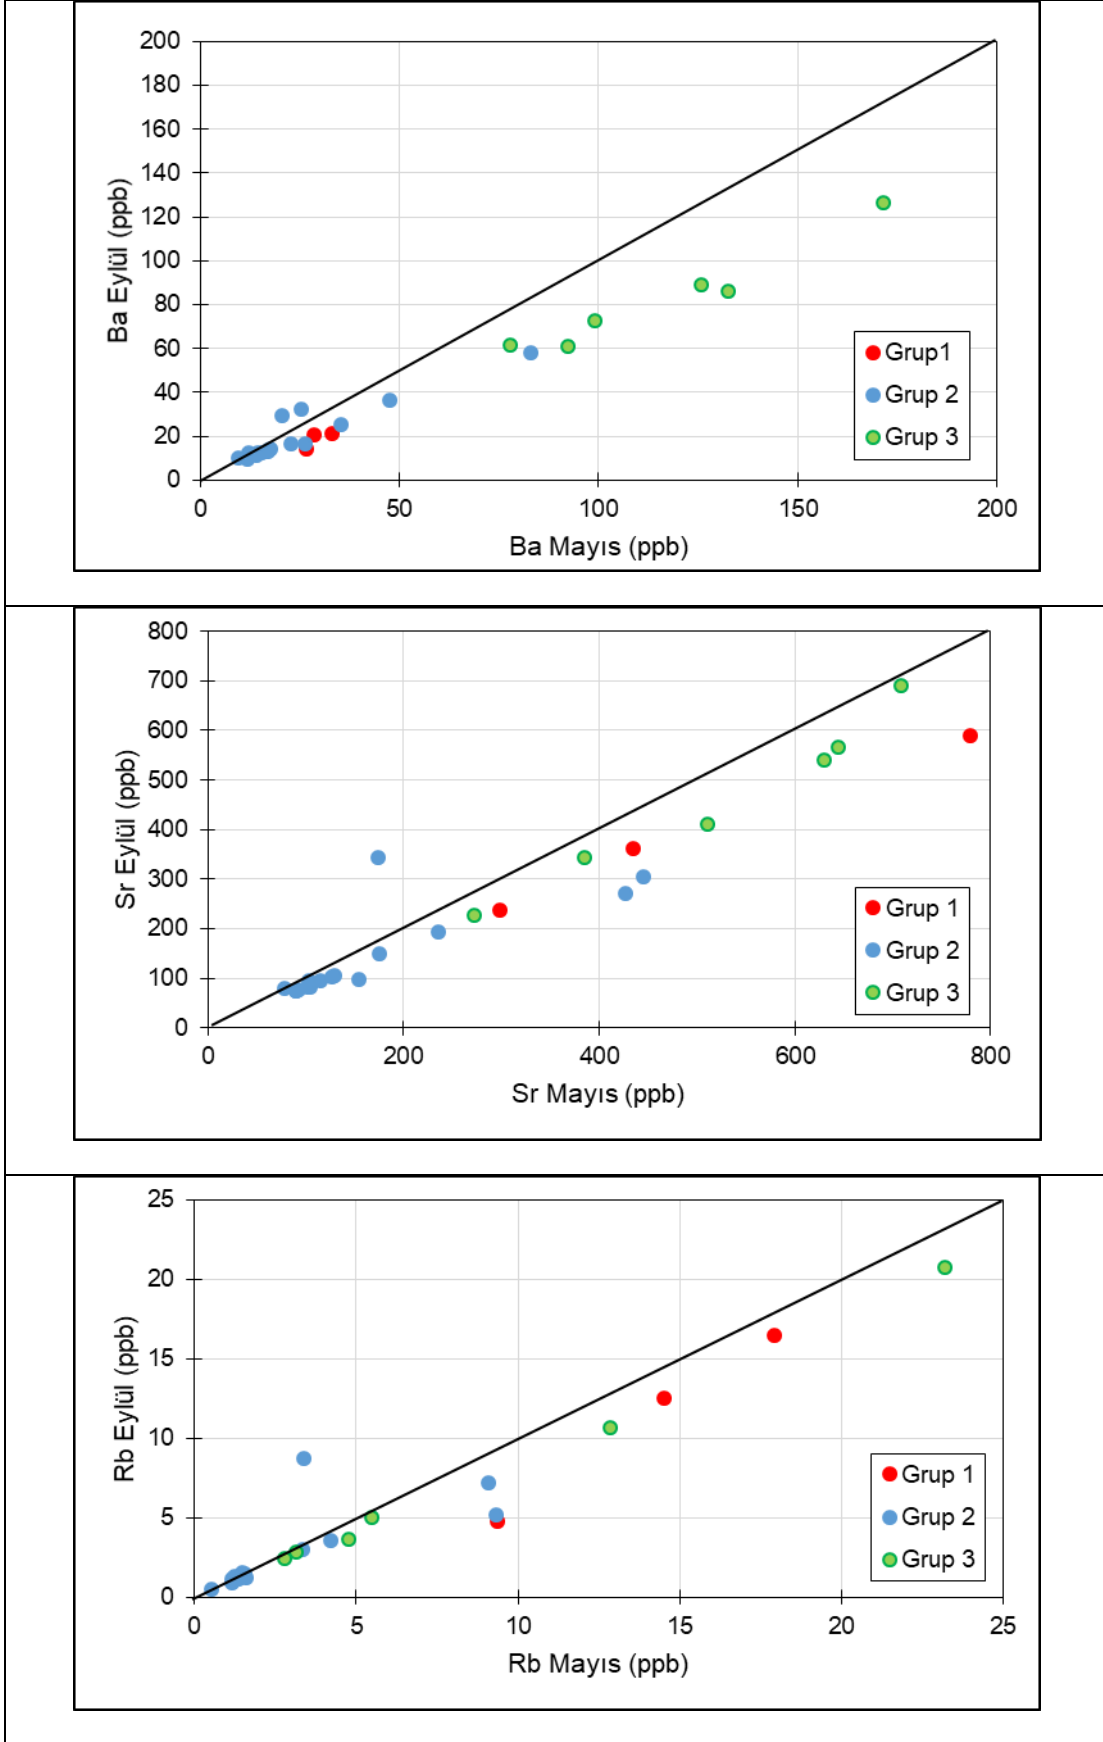 200
180
160
140
120
100
80
60
40
20
0
Ba Eylül (ppb)
0 50 100 150 200
Ba Mayıs (ppb)
Grup1
Grup 2
Grup 3
800
700
600
500
400
300
200
100
0
Sr Eylül (ppb)
0 200 400 600 800
Sr Mayıs (ppb)
Grup 1
Grup 2
Grup 3
25
20
15
10
5
0
Rb Eylül (ppb)
0 5 10 15 20 25
Rb Mayıs (ppb)
Grup 1
Grup 2
Grup 3